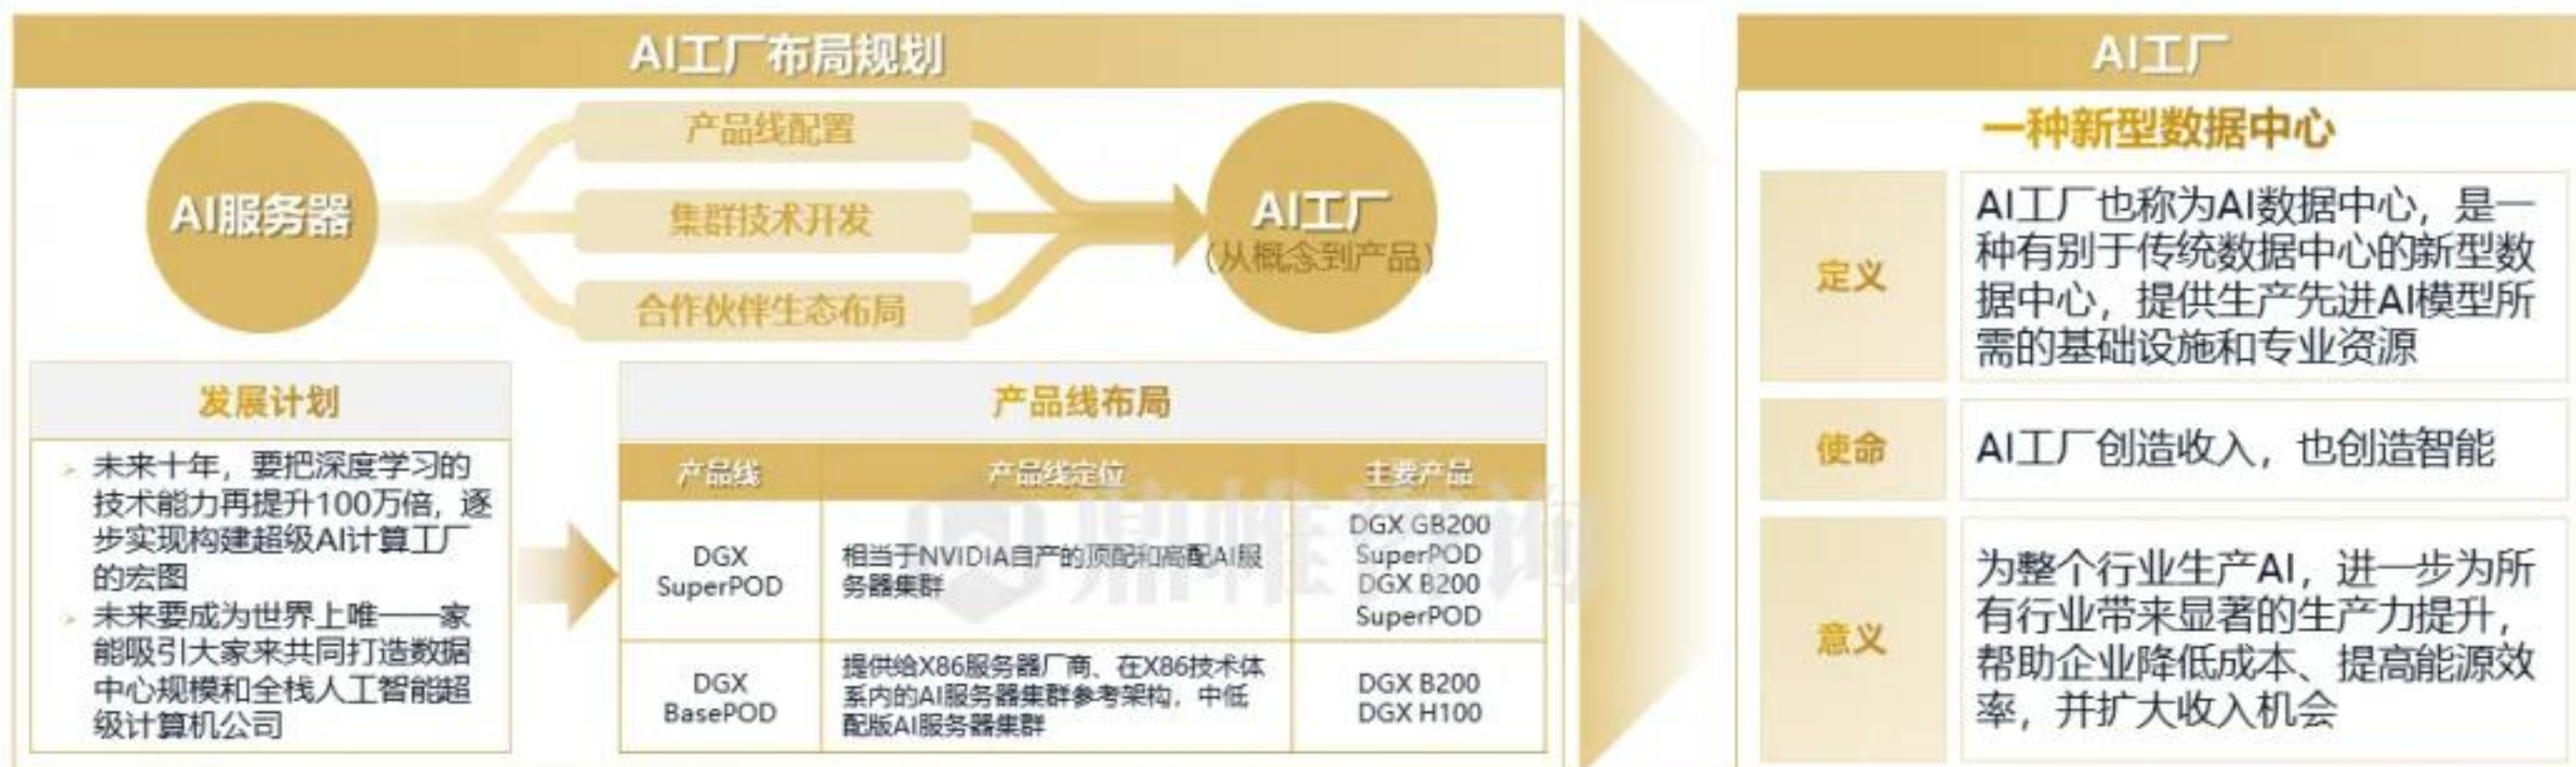 AI工厂布局规划
AI服务器
产品线配置
集群技术开发
合作伙伴生态布局
AI工厂
(从概念到产品)
发展计划
未来十年，要把深度学习的
技术能力再提升100万倍，逐
步实现构建超级AI计算工厂
的宏图
未来要成为世界上唯一一家
能吸引大家来共同打造数据
中心规模和全栈人工智能超
级计算机公司
产品线布局
产品线
产品线定位
主要产品
DGX
SuperPOD
相当于NVIDIA自产的顶配和高配AI服
务器集群
DGX GB200
SuperPOD
DGX B200
SuperPOD
DGX
BasePOD
提供给X86服务器厂商、在X86技术体
系内的AI服务器集群参考架构，中低
配版AI服务器集群
DGX B200
DGX H100
AI工厂
一种新型数据中心
定义
AI工厂也称为AI数据中心，是一
种有别于传统数据中心的新型数
据中心，提供生产先进AI模型所
需的基础设施和专业资源
使命
AI工厂创造收入，也创造智能
意义
为整个行业生产AI，进一步为所
有行业带来显著的生产力提升，
帮助企业降低成本、提高能源效
率，并扩大收入机会